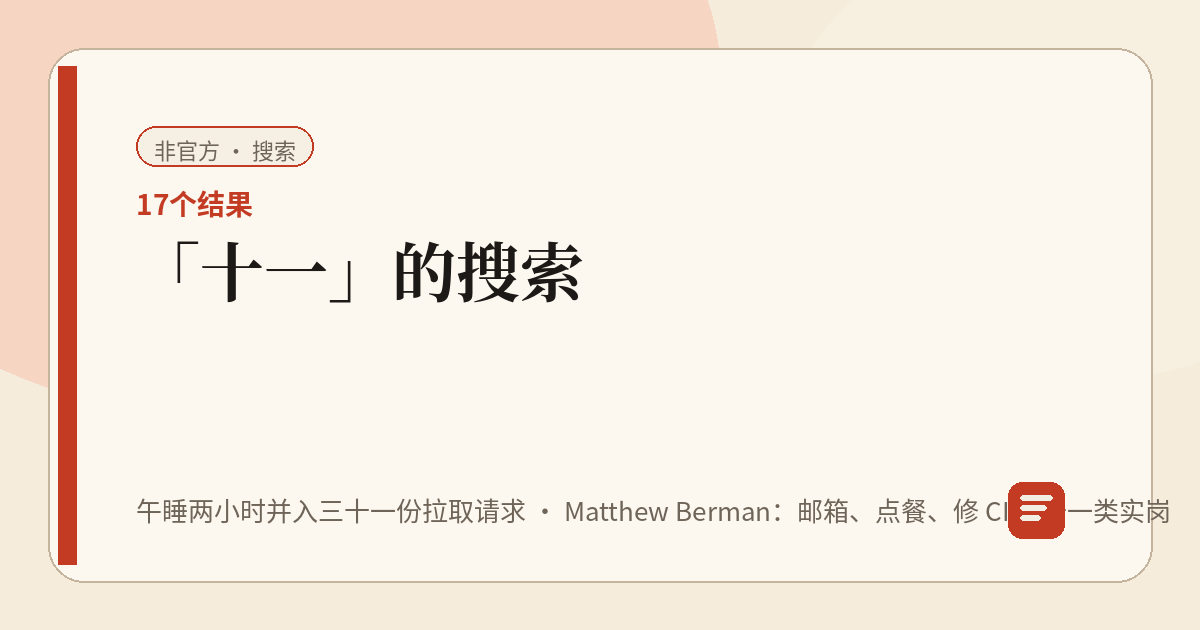 非官方 · 搜索
17个结果
「十一」的搜索
午睡两小时并入三十一份拉取请求 · Matthew Berman：邮箱、点餐、修 CI 一类实岗